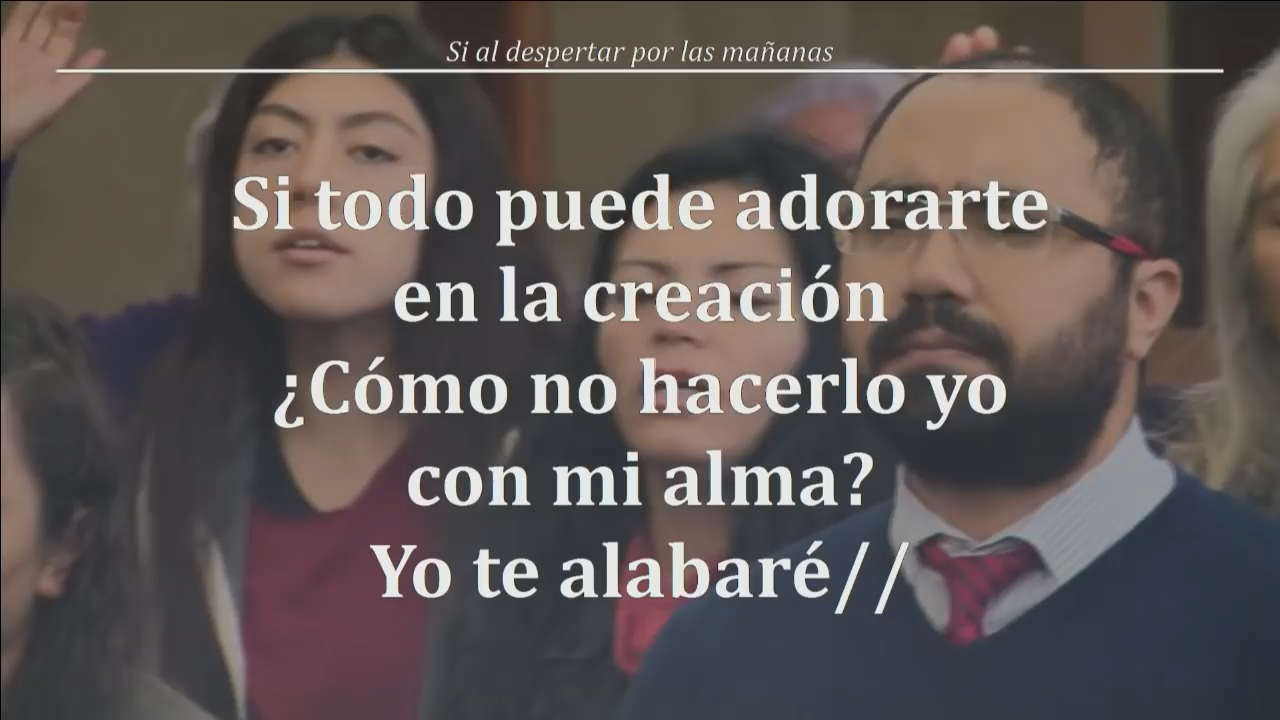 Si al despertar por las mañanas
Si todo puede adorarte
en la creación
¿Cómo no hacerlo yo
con mi alma?
Yo te alabaré//